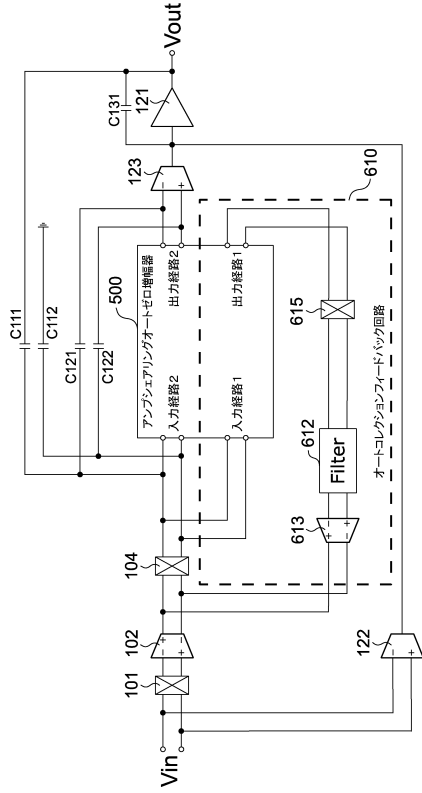 C111
C112
C121
C122
C131
121
Vout
123
500
アンプシェアリングオートゼロ増幅器
入力経路2
出力経路2
入力経路1
出力経路1
104
102
101
Vin
610
615
612
Filter
613
オートコレクションフィードバック回路
122